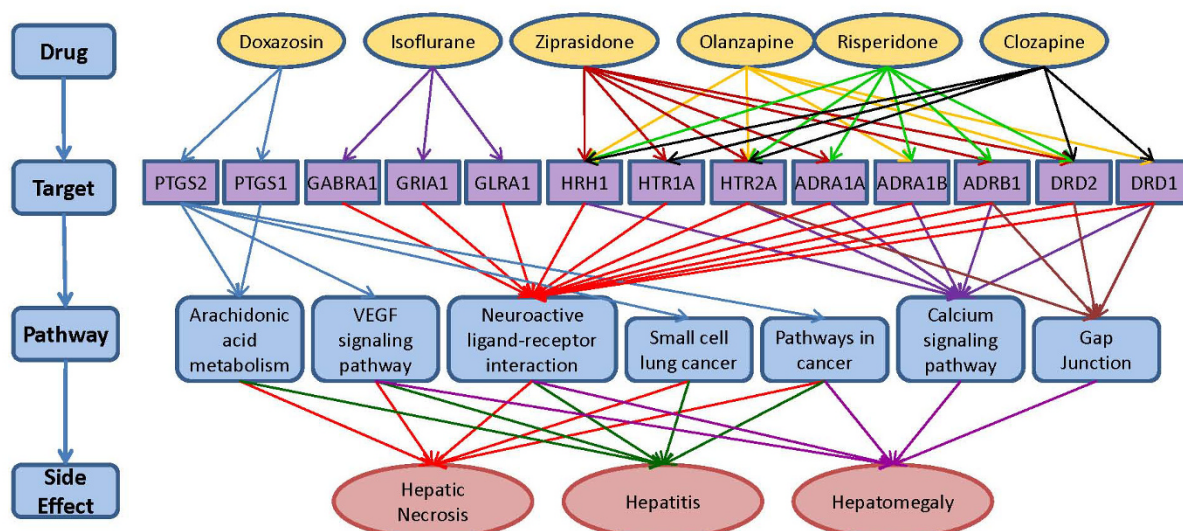 Drug
Doxazosin
Isoflurane
Ziprasidone
Olanzapine
Risperidone
Clozapine
Target
PTGS2
PTGS1
GABRA1
GRIA1
GLRA1
HRH1
HTR1A
HTR2A
ADRA1A
ADRA1B
ADRB1
DRD2
DRD1
Pathway
Arachidonic
acid
metabolism
VEGF
signaling
pathway
Neuroactive
ligand-receptor
interaction
Small cell
lung cancer
Pathways in
cancer
Calcium
signaling
pathway
Gap
Junction
Side
Effect
Hepatic
Necrosis
Hepatitis
Hepatomegaly